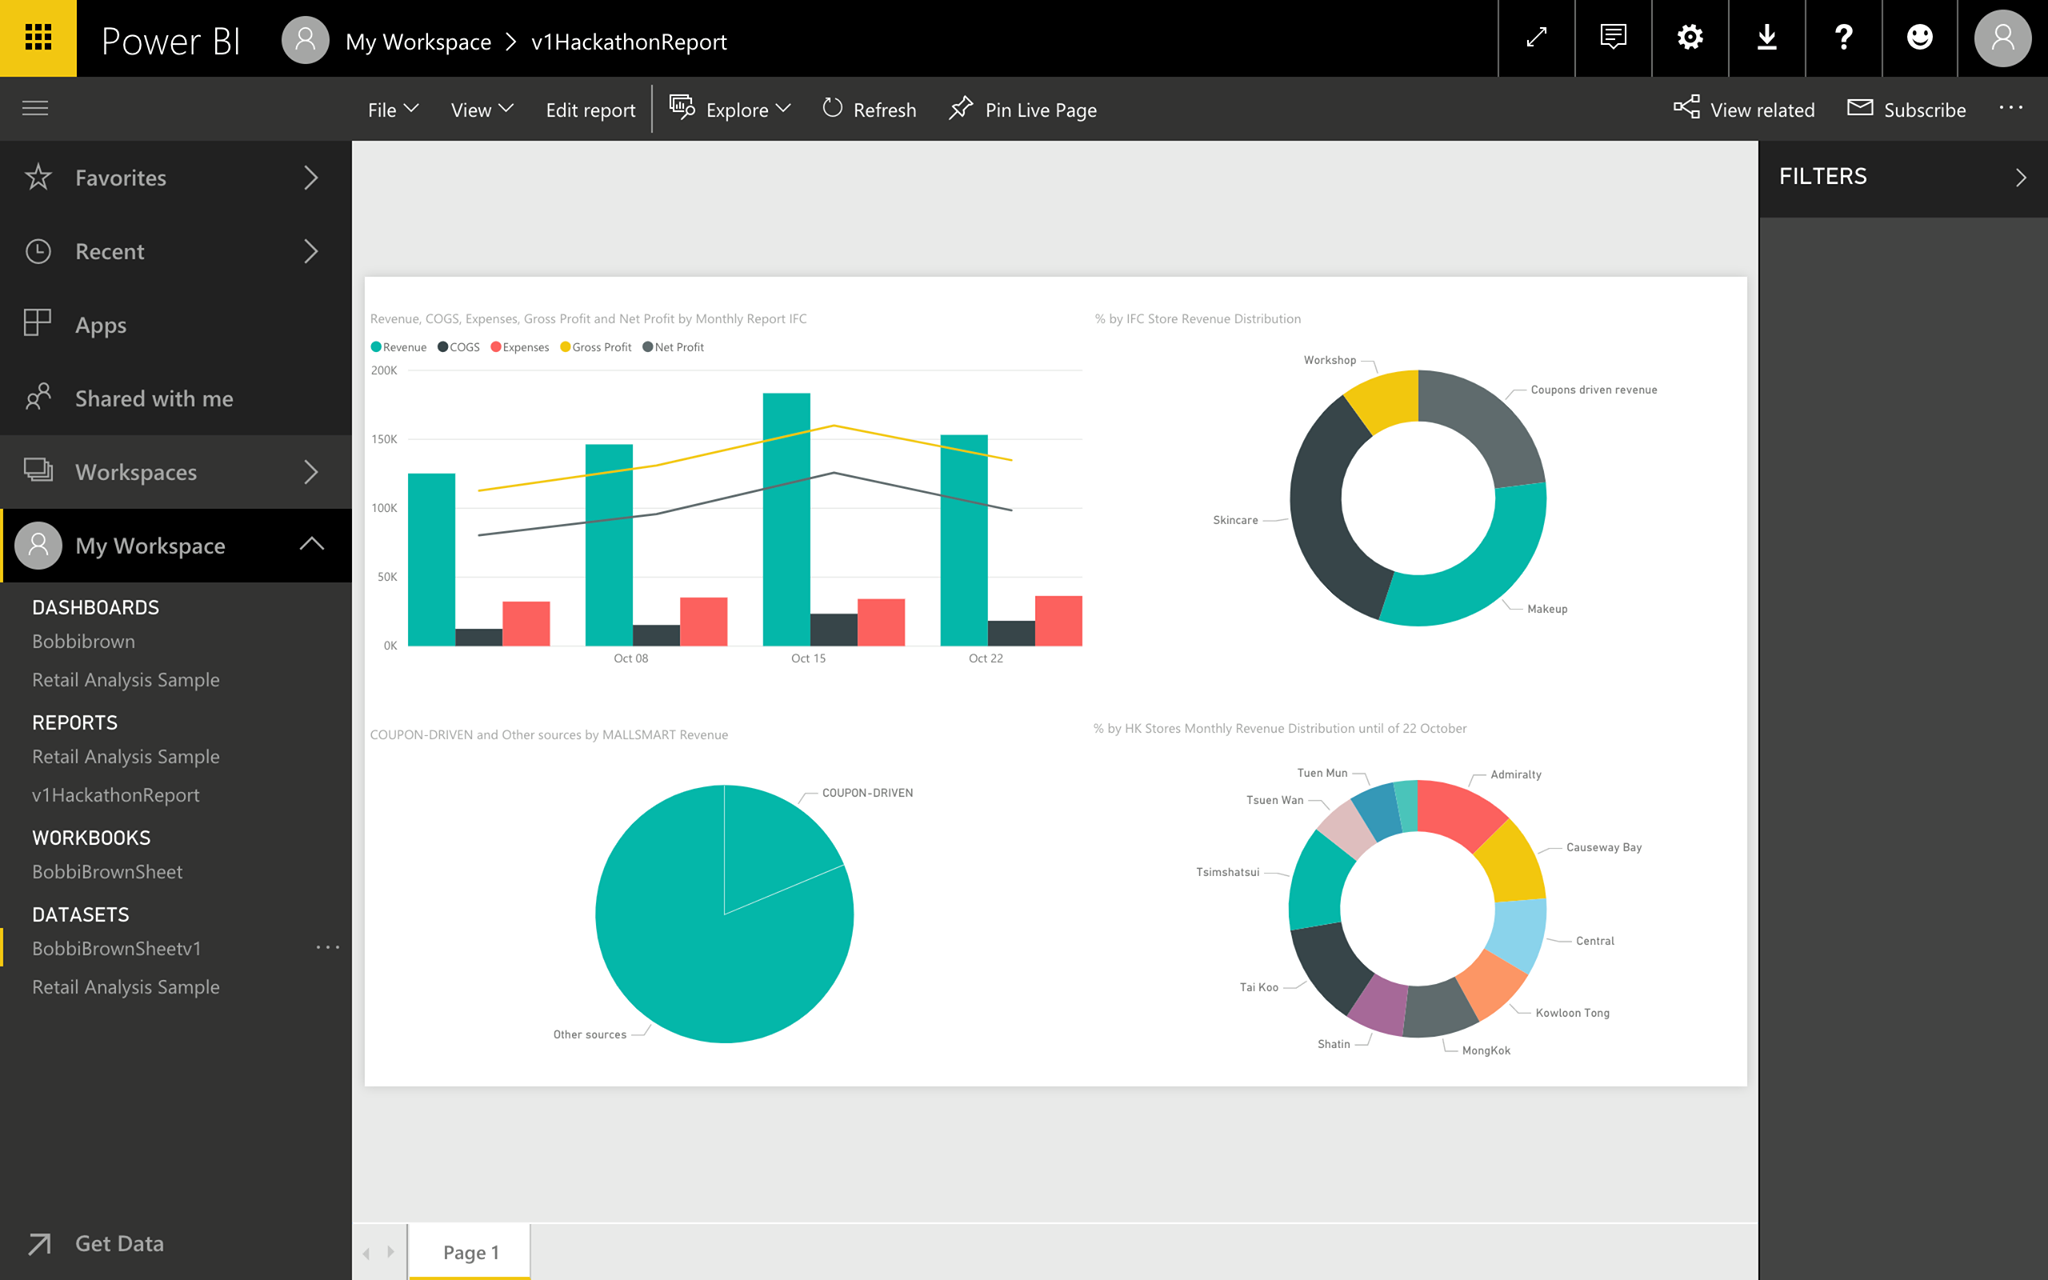 Power BI
My Workspace > v1HackathonReport
File
View
Edit report
Explore
Refresh
Pin Live Page
View related
Subscribe
Favorites
Recent
Apps
Shared with me
Workspaces
My Workspace
DASHBOARDS
Bobbibrown
Retail Analysis Sample
REPORTS
Retail Analysis Sample
v1HackathonReport
WORKBOOKS
BobbiBrownSheet
DATASETS
BobbiBrownSheetv1
Retail Analysis Sample
Get Data
Revenue, COGS, Expenses, Gross Profit and Net Profit by Monthly Report IFC
Revenue COGS Expenses Gross Profit Net Profit
200K
150K
100K
50K
0K
Oct 08 Oct 15 Oct 22
% by IFC Store Revenue Distribution
Workshop
Coupons driven revenue
Skincare
Makeup
COUPON-DRIVEN and Other sources by MALLSMART Revenue
COUPON-DRIVEN
Other sources
% by HK Stores Monthly Revenue Distribution until of 22 October
Tuen Mun
Admiralty
Tsuen Wan
Causeway Bay
Tsimshatsui
Central
Tai Koo
Kowloon Tong
Shatin
MongKok
Page 1
FILTERS